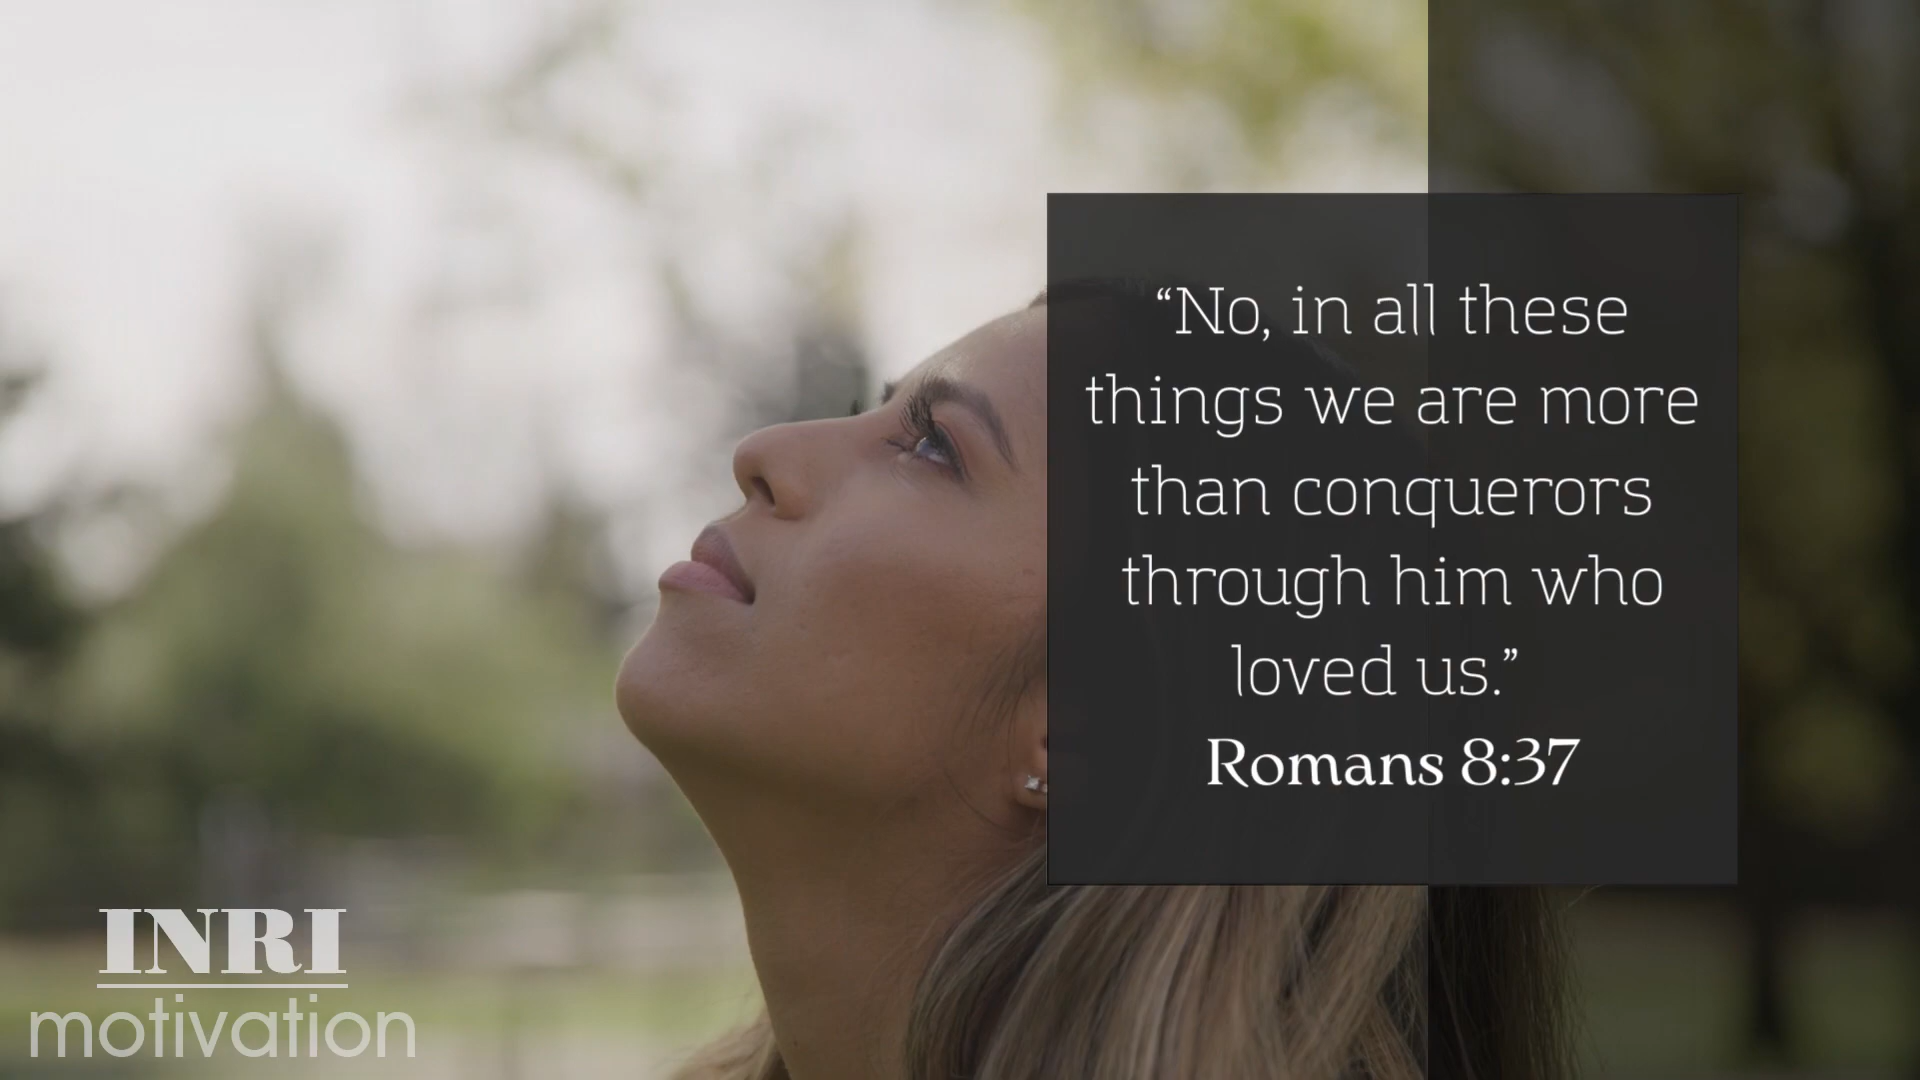 “No, in all these
things we are more
than conquerors
through him who
loved us.”
Romans 8:37
INRI
motivation